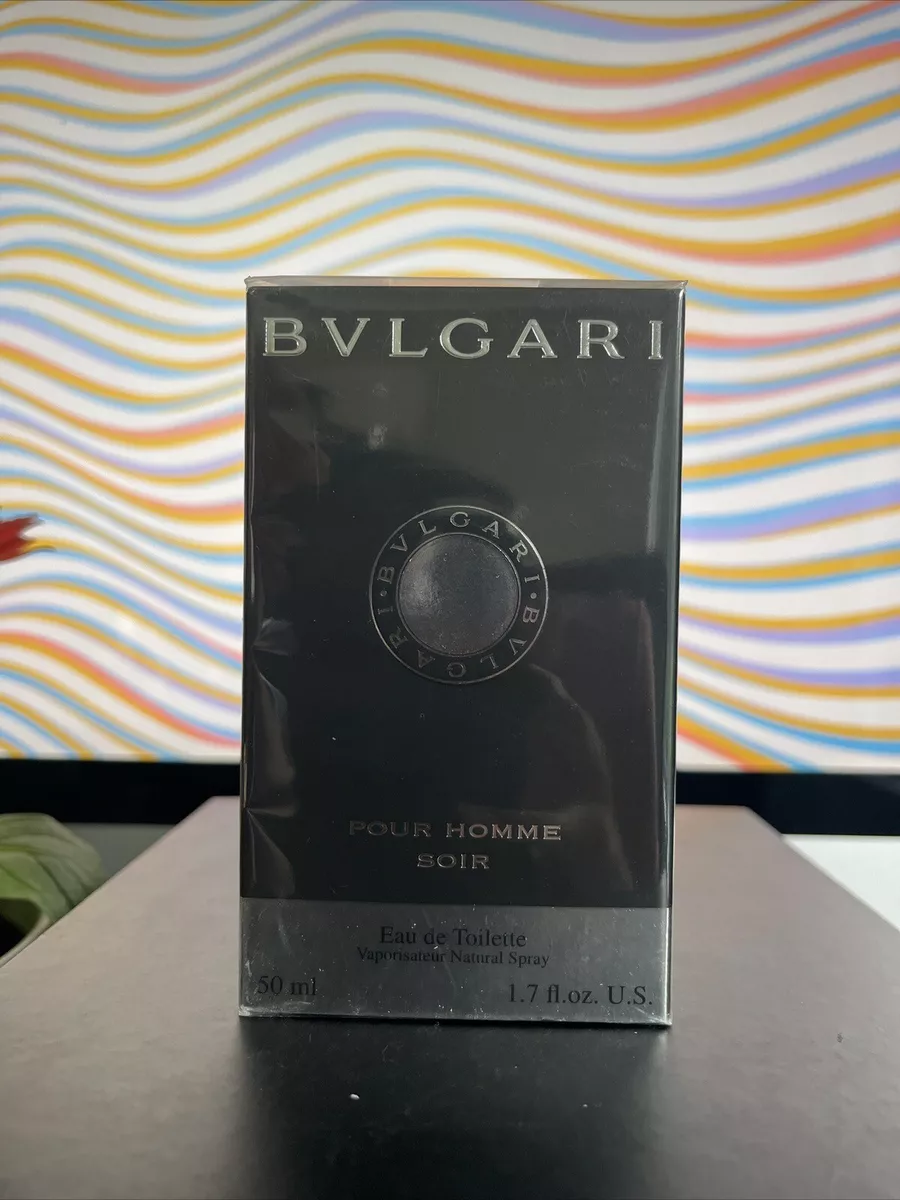 BVLGARI
BVLGARI · BVLGARI ·
POUR HOMME
SOIR
Eau de Toilette
Vaporisateur Natural Spray
50 ml 1.7 fl.oz. U.S.